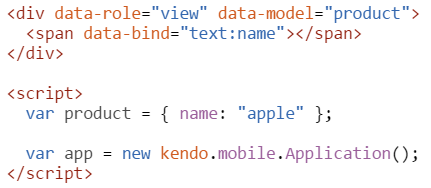 <div data-role="view" data-model="product">
  <span data-bind="text:name"></span>
</div>

<script>
  var product = { name: "apple" };

  var app = new kendo.mobile.Application();
</script>